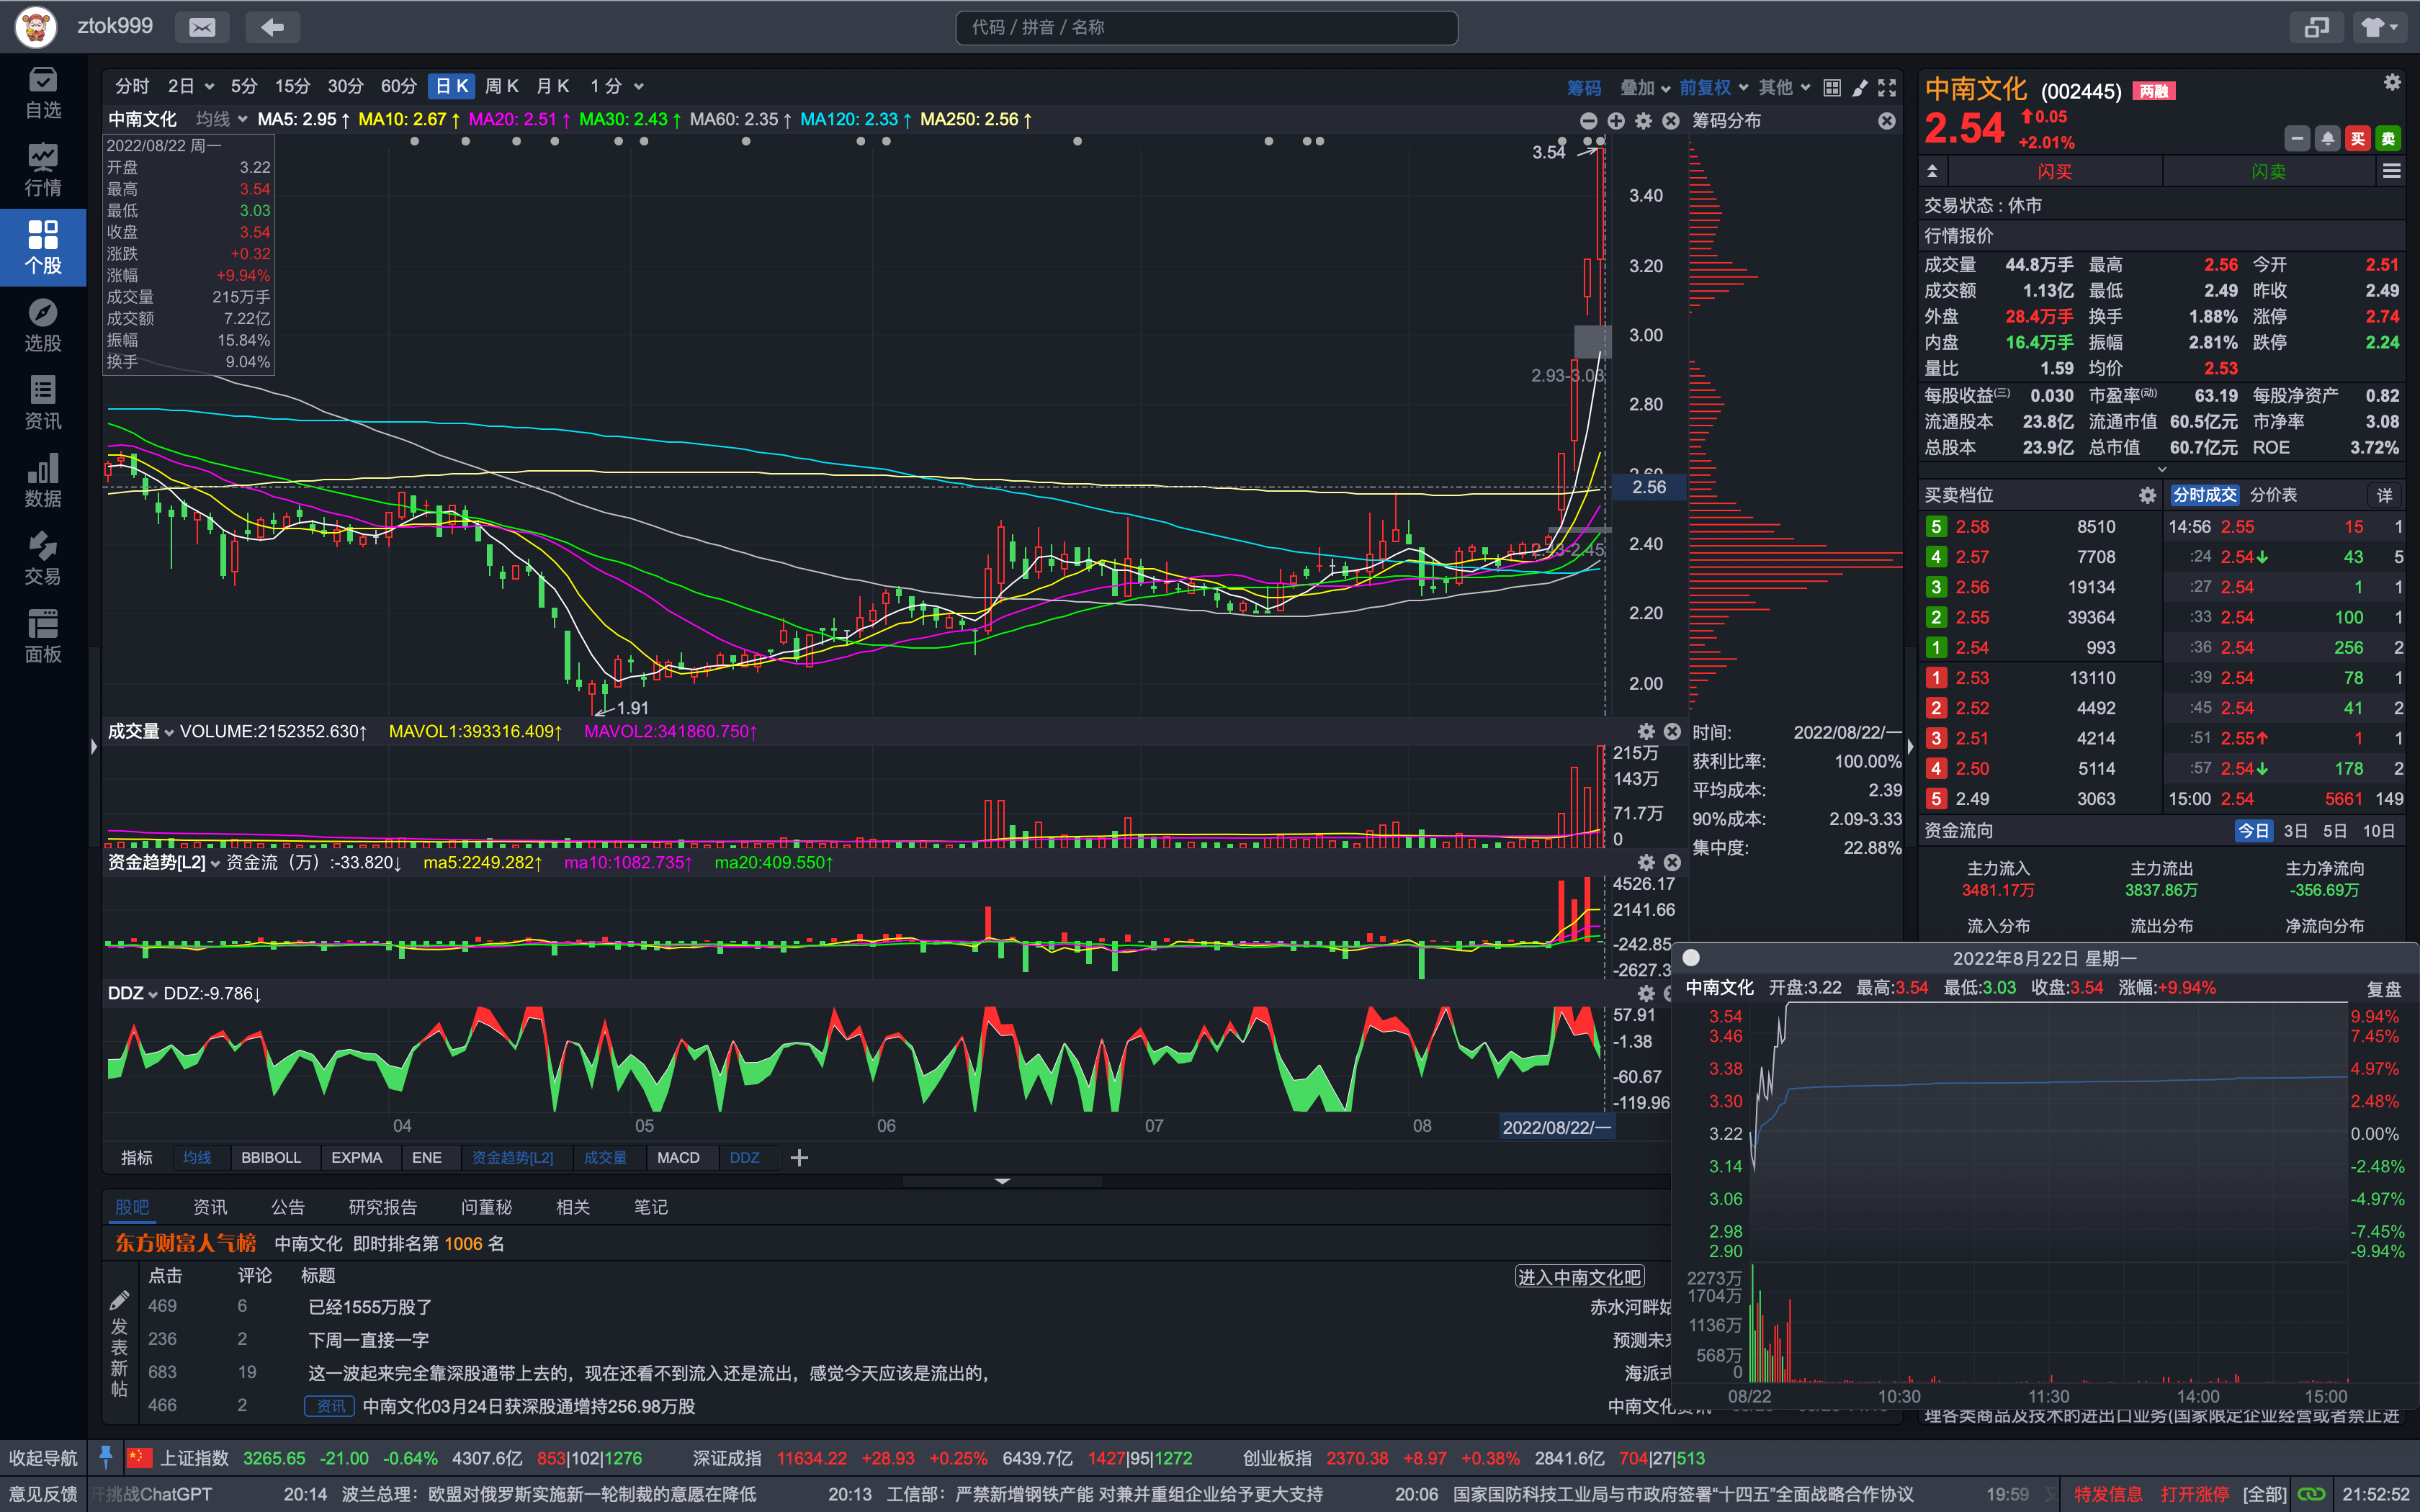 ztok999
代码 / 拼音 / 名称
自选
行情
个股
选股
资讯
数据
交易
面板
分时 2日 5分 15分 30分 60分 日K 周K 月K 1分 筹码 叠加 前复权 其他
中南文化 均线 MA5: 2.95↑ MA10: 2.67↑ MA20: 2.51↑ MA30: 2.43↑ MA60: 2.35↑ MA120: 2.33↑ MA250: 2.56↑
筹码分布
2022/08/22 周一
开盘 3.22
最高 3.54
最低 3.03
收盘 3.54
涨跌 +0.32
涨幅 +9.94%
成交量 215万手
成交额 7.22亿
振幅 15.84%
换手 9.04%
3.54
3.40
3.20
3.00
2.93-3.03
2.80
2.60
2.56
2.43-2.45
2.40
2.20
2.00
1.91
成交量 VOLUME:2152352.630↑ MAVOL1:393316.409↑ MAVOL2:341860.750↑
215万
143万
71.7万
0
时间: 2022/08/22/一
获利比率: 100.00%
平均成本: 2.39
90%成本: 2.09-3.33
集中度: 22.88%
资金趋势[L2] 资金流（万）:-33.820↓ ma5:2249.282↑ ma10:1082.735↑ ma20:409.550↑
4526.17
2141.66
-242.85
-2627.3
DDZ DDZ:-9.786↓
57.91
-1.38
-60.67
-119.96
04 05 06 07 08 2022/08/22/一
指标 均线 BBIBOLL EXPMA ENE 资金趋势[L2] 成交量 MACD DDZ
股吧 资讯 公告 研究报告 问董秘 相关 笔记
东方财富人气榜 中南文化 即时排名第 1006 名
点击 评论 标题 进入中南文化吧
469 6 已经1555万股了 赤水河畔姑
236 2 下周一直接一字 预测未来
683 19 这一波起来完全靠深股通带上去的，现在还看不到流入还是流出，感觉今天应该是流出的， 海派式
466 2 资讯 中南文化03月24日获深股通增持256.98万股 中南文化资讯
发表新帖
中南文化 (002445) 两融
2.54 0.05
+2.01%
买 卖
闪买 闪卖
交易状态 : 休市
行情报价
成交量 44.8万手 最高 2.56 今开 2.51
成交额 1.13亿 最低 2.49 昨收 2.49
外盘 28.4万手 换手 1.88% 涨停 2.74
内盘 16.4万手 振幅 2.81% 跌停 2.24
量比 1.59 均价 2.53
每股收益(三) 0.030 市盈率(动) 63.19 每股净资产 0.82
流通股本 23.8亿 流通市值 60.5亿元 市净率 3.08
总股本 23.9亿 总市值 60.7亿元 ROE 3.72%
买卖档位 分时成交 分价表 详
5 2.58 8510 14:56 2.55 15 1
4 2.57 7708 :24 2.54↓ 43 5
3 2.56 19134 :27 2.54 1 1
2 2.55 39364 :33 2.54 100 1
1 2.54 993 :36 2.54 256 2
1 2.53 13110 :39 2.54 78 1
2 2.52 4492 :45 2.54 41 2
3 2.51 4214 :51 2.55↑ 1 1
4 2.50 5114 :57 2.54↓ 178 2
5 2.49 3063 15:00 2.54 5661 149
资金流向 今日 3日 5日 10日
主力流入 主力流出 主力净流向
3481.17万 3837.86万 -356.69万
流入分布 流出分布 净流向分布
2022年8月22日 星期一
中南文化 开盘:3.22 最高:3.54 最低:3.03 收盘:3.54 涨幅:+9.94% 复盘
3.54 9.94%
3.46 7.45%
3.38 4.97%
3.30 2.48%
3.22 0.00%
3.14 -2.48%
3.06 -4.97%
2.98 -7.45%
2.90 -9.94%
2273万
1704万
1136万
568万
0
08/22 10:30 11:30 14:00 15:00
理各类商品及技术的进出口业务(国家限定企业经营或者禁止进
收起导航 上证指数 3265.65 -21.00 -0.64% 4307.6亿 853|102|1276 深证成指 11634.22 +28.93 +0.25% 6439.7亿 1427|95|1272 创业板指 2370.38 +8.97 +0.38% 2841.6亿 704|27|513
意见反馈 开挑战ChatGPT 20:14 波兰总理：欧盟对俄罗斯实施新一轮制裁的意愿在降低 20:13 工信部：严禁新增钢铁产能 对兼并重组企业给予更大支持 20:06 国家国防科技工业局与市政府签署“十四五”全面战略合作协议 19:59 特发信息 打开涨停 [全部] 21:52:52